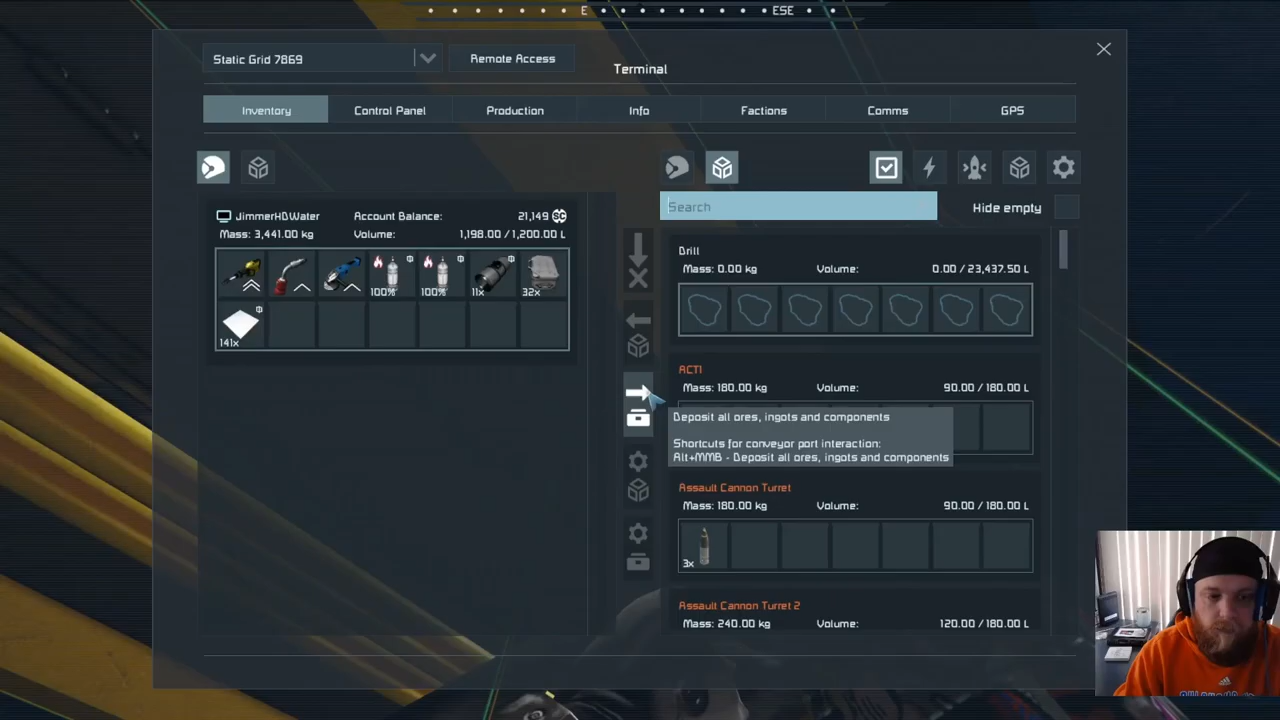 E ESE
Static Grid 7869 Remote Access
Terminal
Inventory Control Panel Production Info Factions Comms GPS
Search Hide empty
JimmerHDWater Account Balance: 21,149 SC
Mass: 3,441.00 kg Volume: 1,198.00 / 1,200.00 L
100% 100% 11x 32x
141x
Drill
Mass: 0.00 kg Volume: 0.00 / 23,437.50 L
ACT1
Mass: 180.00 kg Volume: 90.00 / 180.00 L
Deposit all ores, ingots and components
Shortcuts for conveyor port interaction:
Alt+MMB - Deposit all ores, ingots and components
Assault Cannon Turret
Mass: 180.00 kg Volume: 90.00 / 180.00 L
3x
Assault Cannon Turret 2
Mass: 240.00 kg Volume: 120.00 / 180.00 L